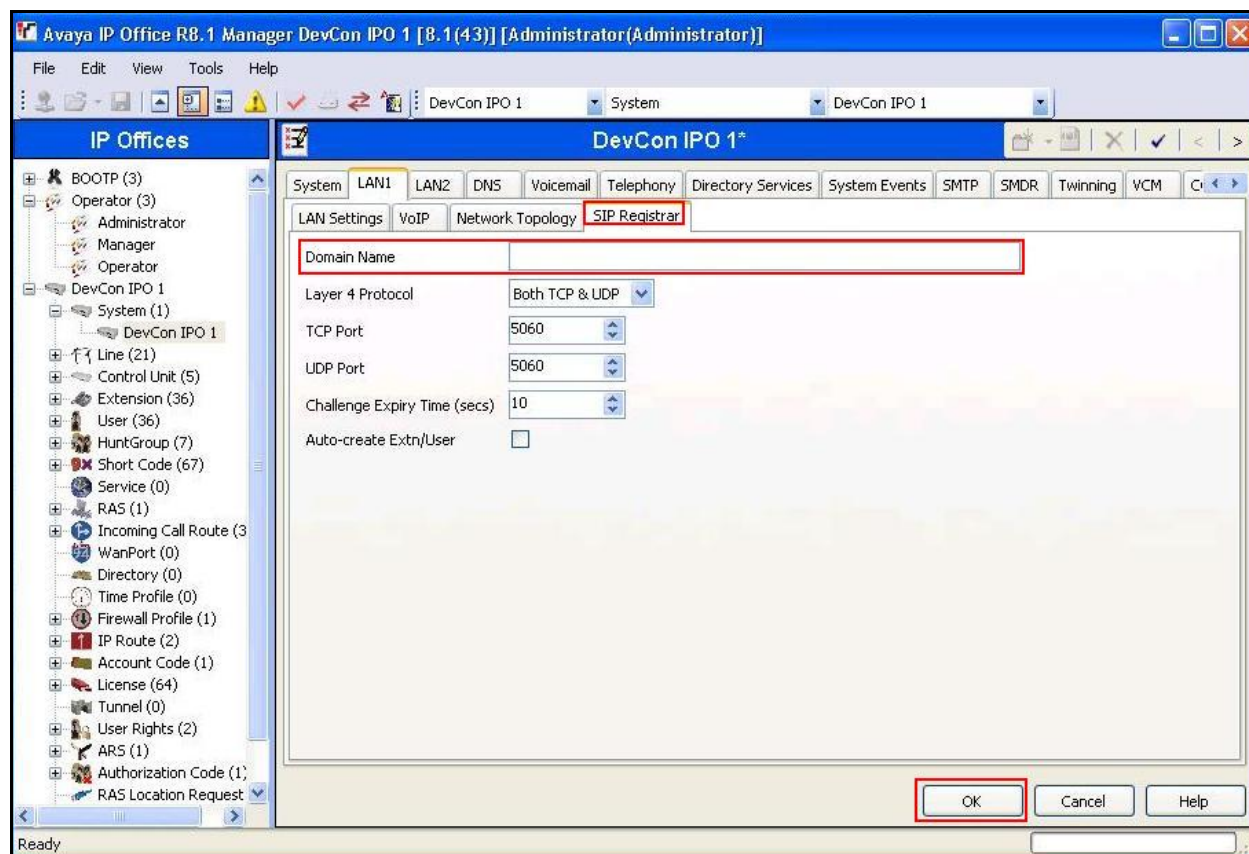 Avaya IP Office R8.1 Manager DevCon IPO 1 [8.1(43)] [Administrator(Administrator)]
File Edit View Tools Help
DevCon IPO 1 System DevCon IPO 1
IP Offices
BOOTP (3)
Operator (3)
Administrator
Manager
Operator
DevCon IPO 1
System (1)
DevCon IPO 1
Line (21)
Control Unit (5)
Extension (36)
User (36)
HuntGroup (7)
Short Code (67)
Service (0)
RAS (1)
Incoming Call Route (3
WanPort (0)
Directory (0)
Time Profile (0)
Firewall Profile (1)
IP Route (2)
Account Code (1)
License (64)
Tunnel (0)
User Rights (2)
ARS (1)
Authorization Code (1)
RAS Location Request
DevCon IPO 1*
System LAN1 LAN2 DNS Voicemail Telephony Directory Services System Events SMTP SMDR Twinning VCM
LAN Settings VoIP Network Topology SIP Registrar
Domain Name
Layer 4 Protocol Both TCP & UDP
TCP Port 5060
UDP Port 5060
Challenge Expiry Time (secs) 10
Auto-create Extn/User
OK Cancel Help
Ready